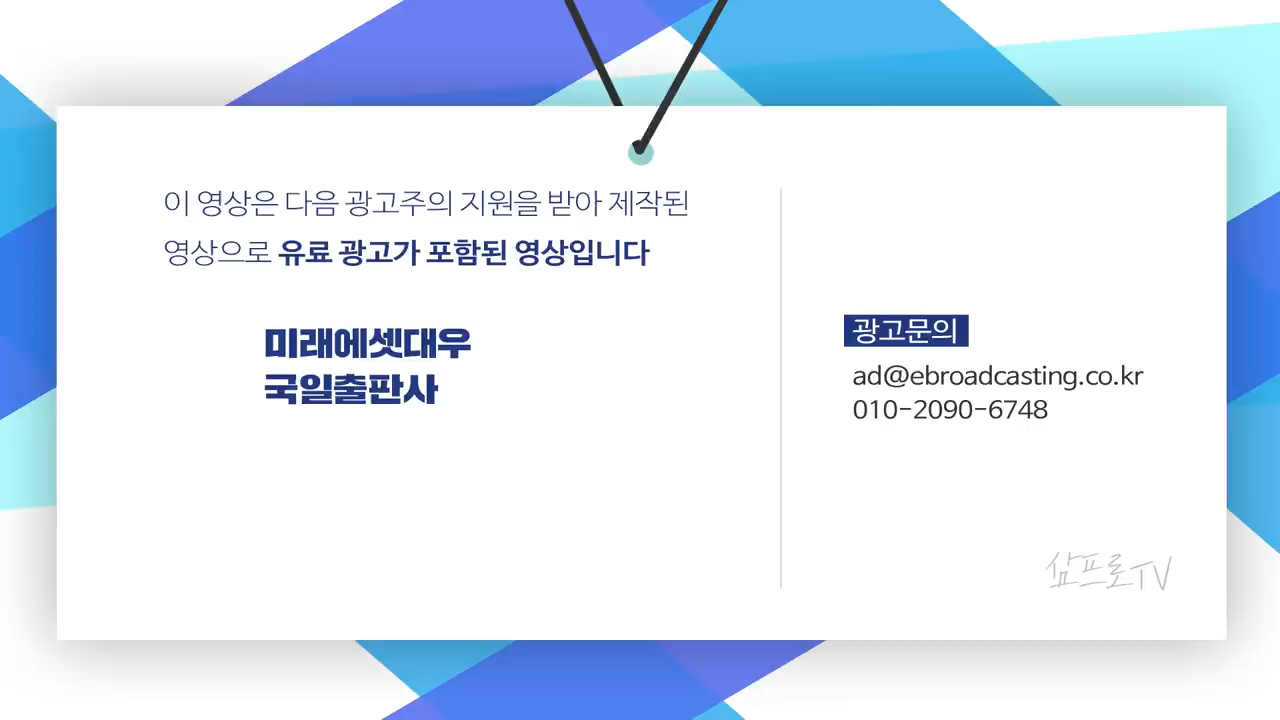 이 영상은 다음 광고주의 지원을 받아 제작된
영상으로 유료 광고가 포함된 영상입니다
미래에셋대우
국일출판사
광고문의
ad@ebroadcasting.co.kr
010-2090-6748
삼프로TV